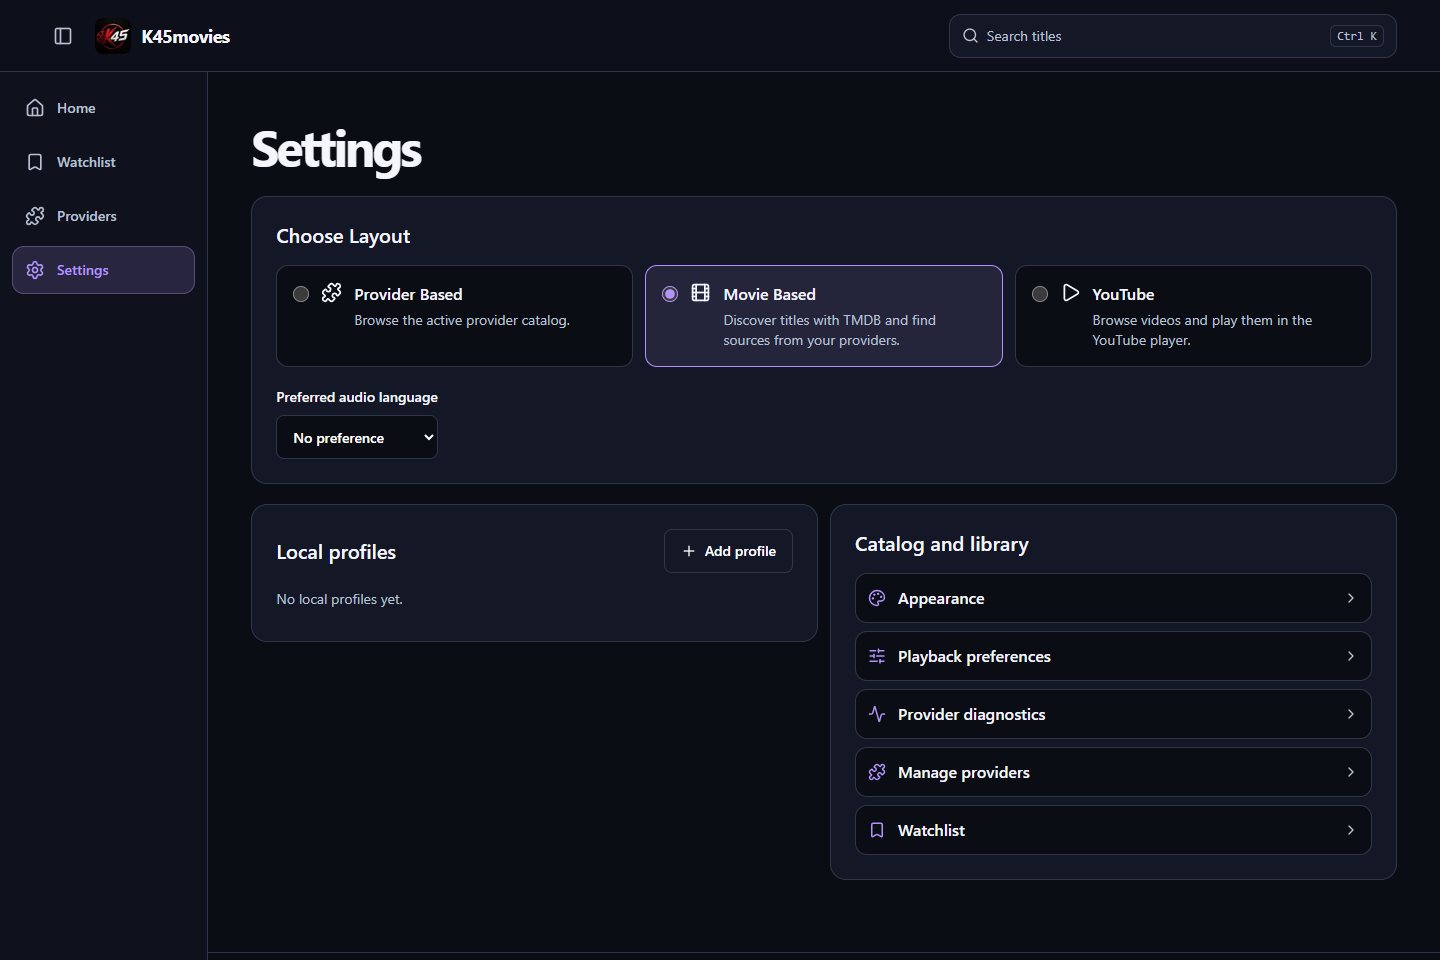 K45
K45movies
Search titles
Ctrl K
Home
Watchlist
Providers
Settings
Settings
Choose Layout
Provider Based
Browse the active provider catalog.
Movie Based
Discover titles with TMDB and find
sources from your providers.
YouTube
Browse videos and play them in the
YouTube player.
Preferred audio language
No preference
Local profiles
Add profile
No local profiles yet.
Catalog and library
Appearance
Playback preferences
Provider diagnostics
Manage providers
Watchlist